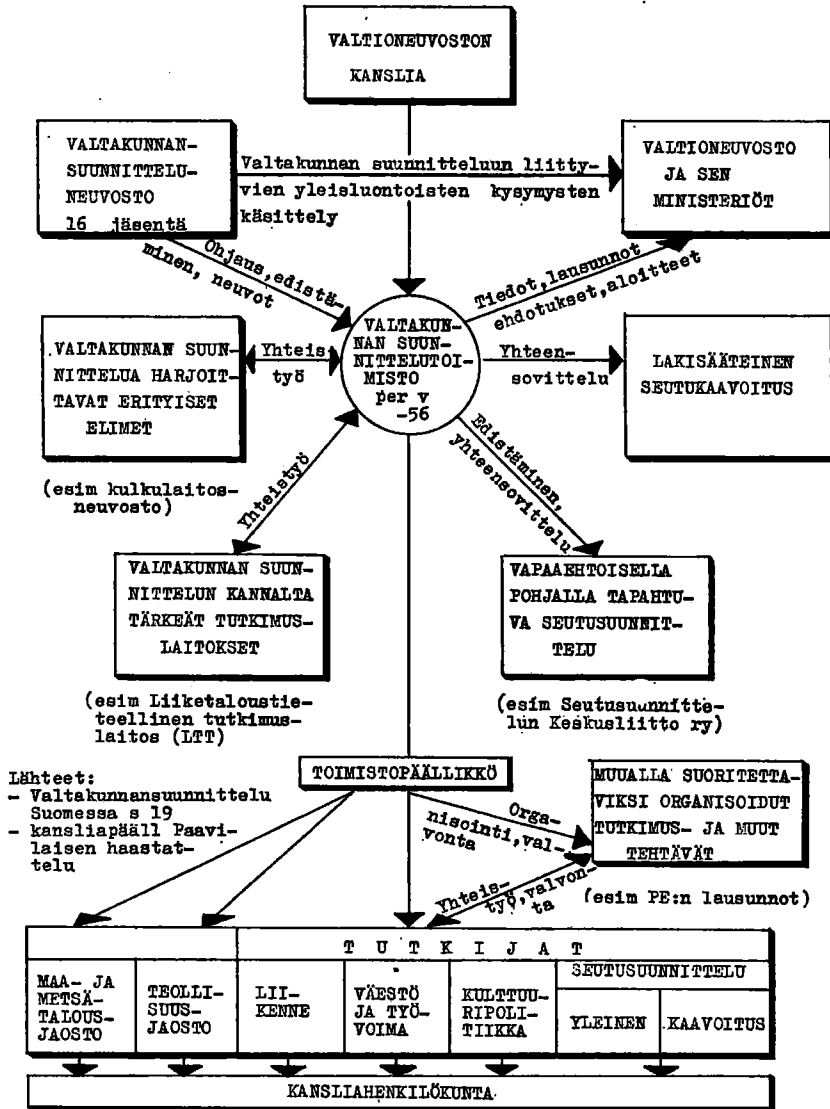 VALTIONEUVOSTON
KANSLIA
VALTAKUNNAN-
SUUNNITTELU-
NEUVOSTO
16 jäsentä
Valtakunnan suunnitteluun liitty-
vien yleisluontoisten kysymysten
käsittely
VALTIONEUVOSTO
JA SEN
MINISTERIÖT
Ohjaus,edistä-
minen, neuvot
Tiedot,lausunnot
ehdotukset,aloitteet
VALTAKUN-
NAN SUUN-
NITTELUTOI-
MISTO
per v
-56
VALTAKUNNAN SUUN-
NITTELUA HARJOIT-
TAVAT ERITYISET
ELIMET
Yhteis
työ
Yhteen-
sovittelu
LAKISÄÄTEINEN
SEUTUKAAVOITUS
(esim kulkulaitos-
neuvosto)
Yhteistyö
Edistäminen,
yhteensovittelu
VALTAKUNNAN SUUN-
NITTELUN KANNALTA
TÄRKEÄT TUTKIMUS-
LAITOKSET
VAPAAEHTOISELLA
POHJALLA TAPAHTU-
VA SEUTUSUUNNIT-
TELU
(esim Liiketaloustie-
teellinen tutkimus-
laitos (LTT)
(esim Seutusuunnitte-
lun Keskusliitto ry)
Lähteet:
- Valtakunnansuunnittelu
Suomessa s 19
- kansliapääll Paavi-
laisen haastat-
telu
TOIMISTOPÄÄLLIKKÖ
Orga-
nisointi,val-
vonta
MUUALLA SUORITETTA-
VIKSI ORGANISOIDUT
TUTKIMUS- JA MUUT
TEHTÄVÄT
Yhteis-
työ,valvon-
ta
(esim PE:n lausunnot)
T U T K I J A T
SEUTUSUUNNITTELU
MAA- JA
METSÄ-
TALOUS-
JAOSTO
TEOLLI-
SUUS-
JAOSTO
LII-
KENNE
VÄESTÖ
JA TYÖ-
VOIMA
KULTTUU-
RIPOLI-
TIIKKA
YLEINEN
KAAVOITUS
KANSLIAHENKILÖKUNTA